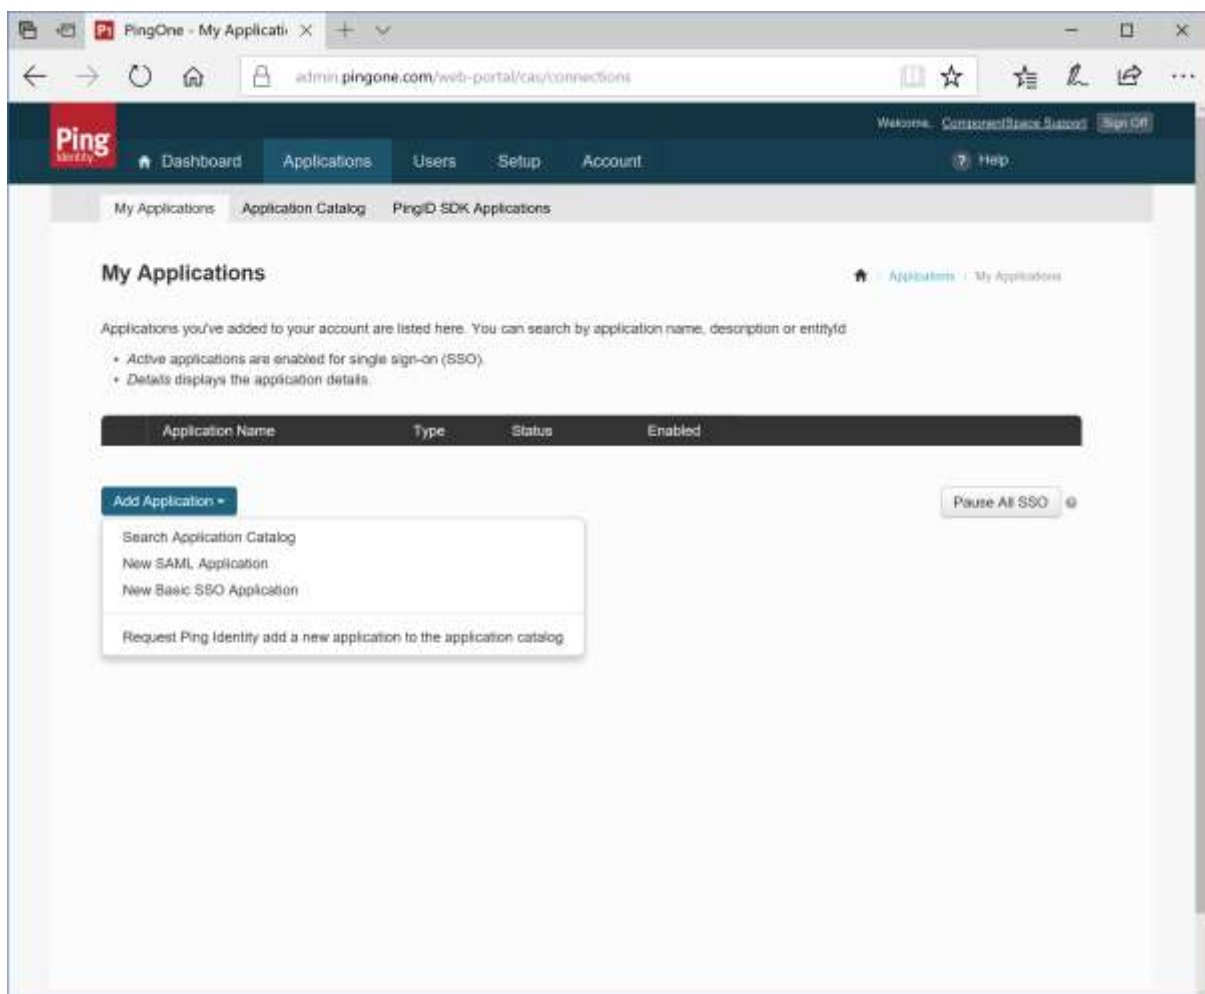 PingOne - My Applicati
admin.pingone.com/web-portal/cas/connections
Welcome, ComponentSpace Support Sign Off
Ping
Identity
Dashboard Applications Users Setup Account ? Help
My Applications Application Catalog PingID SDK Applications
My Applications
Applications / My Applications
Applications you've added to your account are listed here. You can search by application name, description or entityId
• Active applications are enabled for single sign-on (SSO).
• Details displays the application details.
Application Name Type Status Enabled
Add Application
Pause All SSO
Search Application Catalog
New SAML Application
New Basic SSO Application
Request Ping Identity add a new application to the application catalog